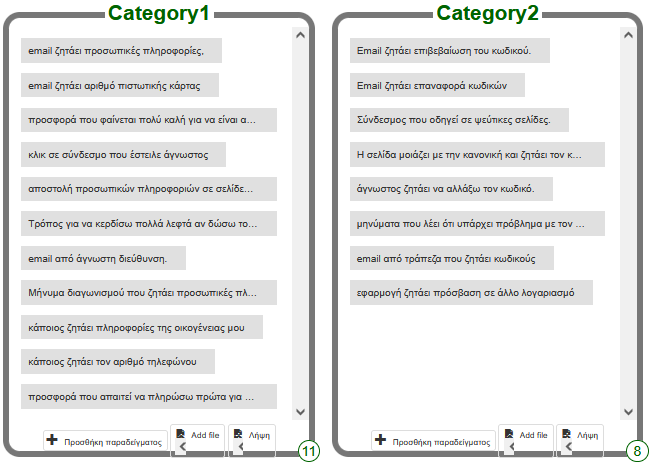 Category1
email ζητάει προσωπικές πληροφορίες,
email ζητάει αριθμό πιστωτικής κάρτας
προσφορά που φαίνεται πολύ καλή για να είναι α…
κλικ σε σύνδεσμο που έστειλε άγνωστος
αποστολή προσωπικών πληροφοριών σε σελίδε…
Τρόπος για να κερδίσω πολλά λεφτά αν δώσω το…
email από άγνωστη διεύθυνση.
Μήνυμα διαγωνισμού που ζητάει προσωπικές πλ…
κάποιος ζητάει πληροφορίες της οικογένειας μου
κάποιος ζητάει τον αριθμό τηλεφώνου
προσφορά που απαιτεί να πληρώσω πρώτα για …
Προσθήκη παραδείγματος
Add file
Λήψη
11
Category2
Email ζητάει επιβεβαίωση του κωδικού.
Email ζητάει επαναφορά κωδικών
Σύνδεσμος που οδηγεί σε ψεύτικες σελίδες.
Η σελίδα μοιάζει με την κανονική και ζητάει τον κ…
άγνωστος ζητάει να αλλάξω τον κωδικό.
μηνύματα που λέει ότι υπάρχει πρόβλημα με τον …
email από τράπεζα που ζητάει κωδικούς
εφαρμογή ζητάει πρόσβαση σε άλλο λογαριασμό
Προσθήκη παραδείγματος
Add file
Λήψη
8